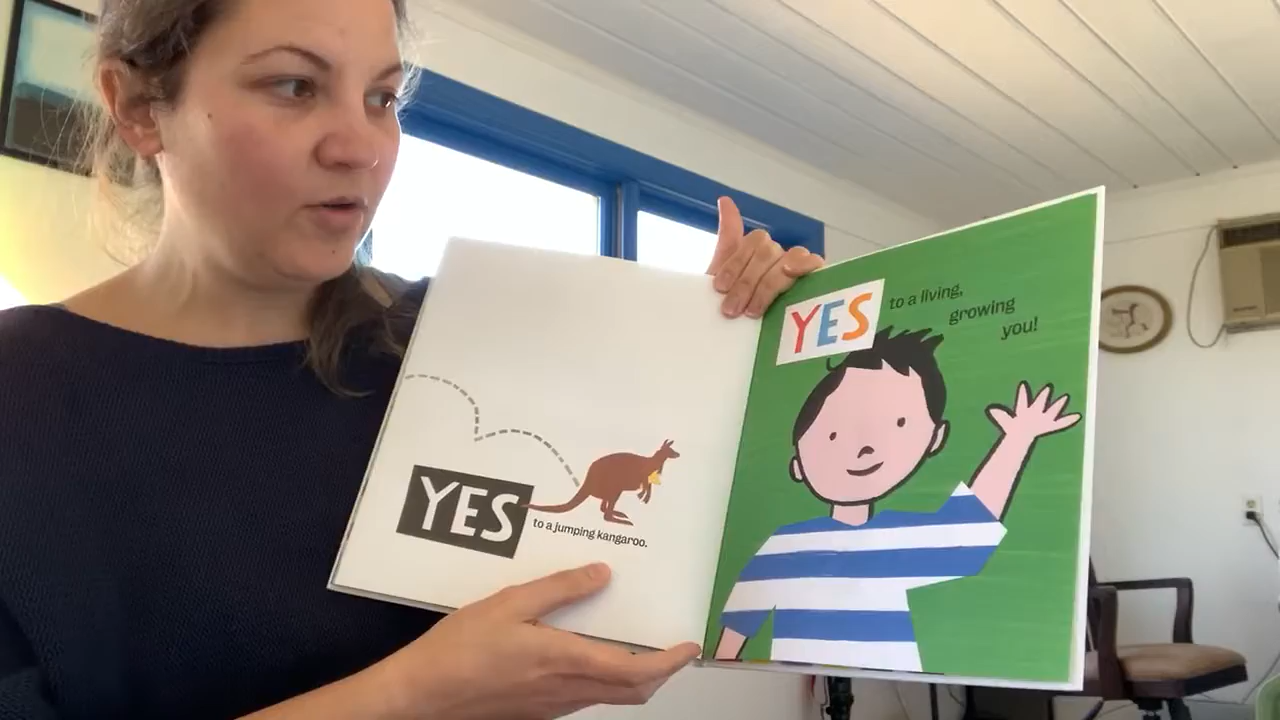 YES
to a jumping kangaroo.
YES
to a living,
growing
you!